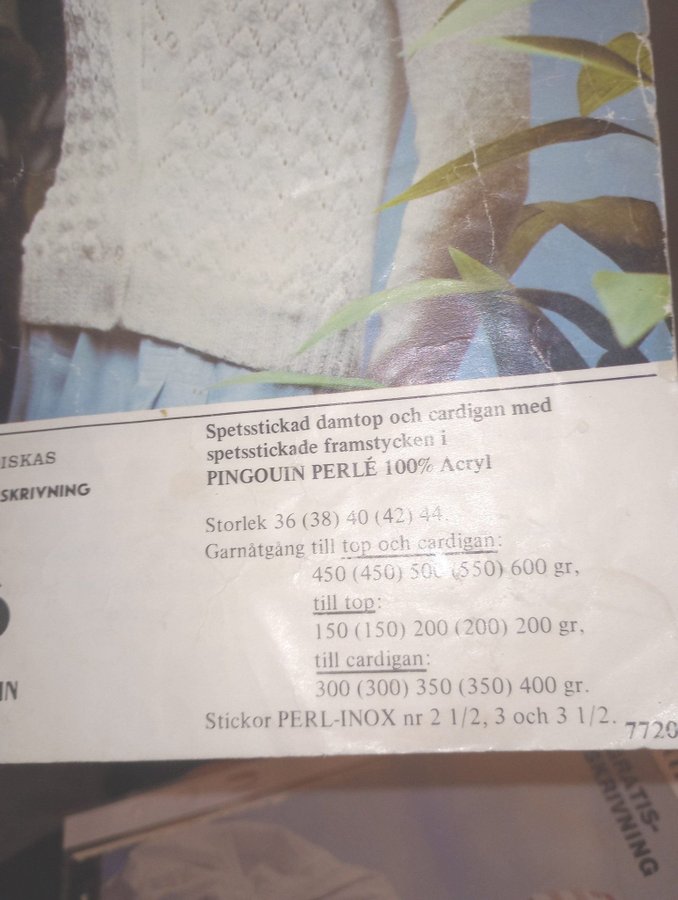 Spetsstickad damtop och cardigan med
spetsstickade framstycken i
PINGOUIN PERLÉ 100% Acryl
ISKAS
SKRIVNING
IN
Storlek 36 (38) 40 (42) 44.
Garnåtgång till top och cardigan:
450 (450) 500 (550) 600 gr,
till top:
150 (150) 200 (200) 200 gr,
till cardigan:
300 (300) 350 (350) 400 gr.
Stickor PERL-INOX nr 2 1/2, 3 och 3 1/2.
7720
GRATIS-
SKRIVNING